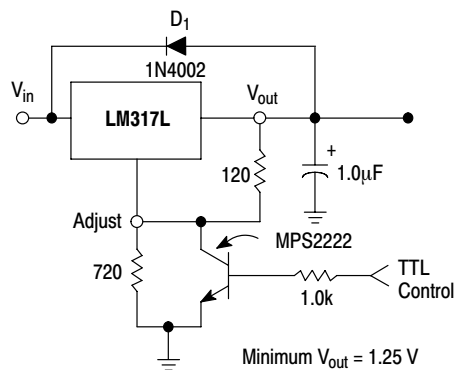 D1
1N4002
Vin
LM317L
Vout
120
+
1.0µF
Adjust
MPS2222
720
1.0k
TTL
Control
Minimum Vout = 1.25 V